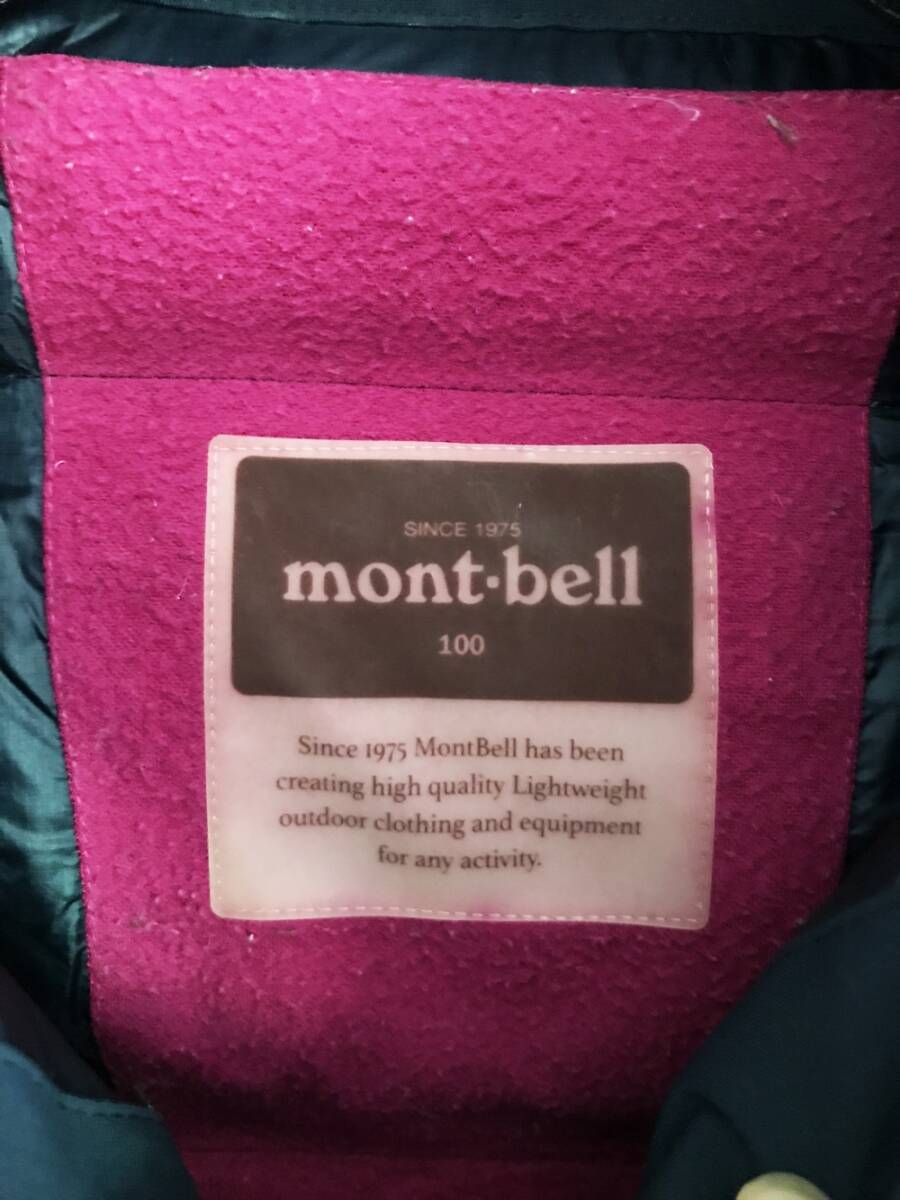 SINCE 1975
mont·bell
100
Since 1975 MontBell has been
creating high quality Lightweight
outdoor clothing and equipment
for any activity.